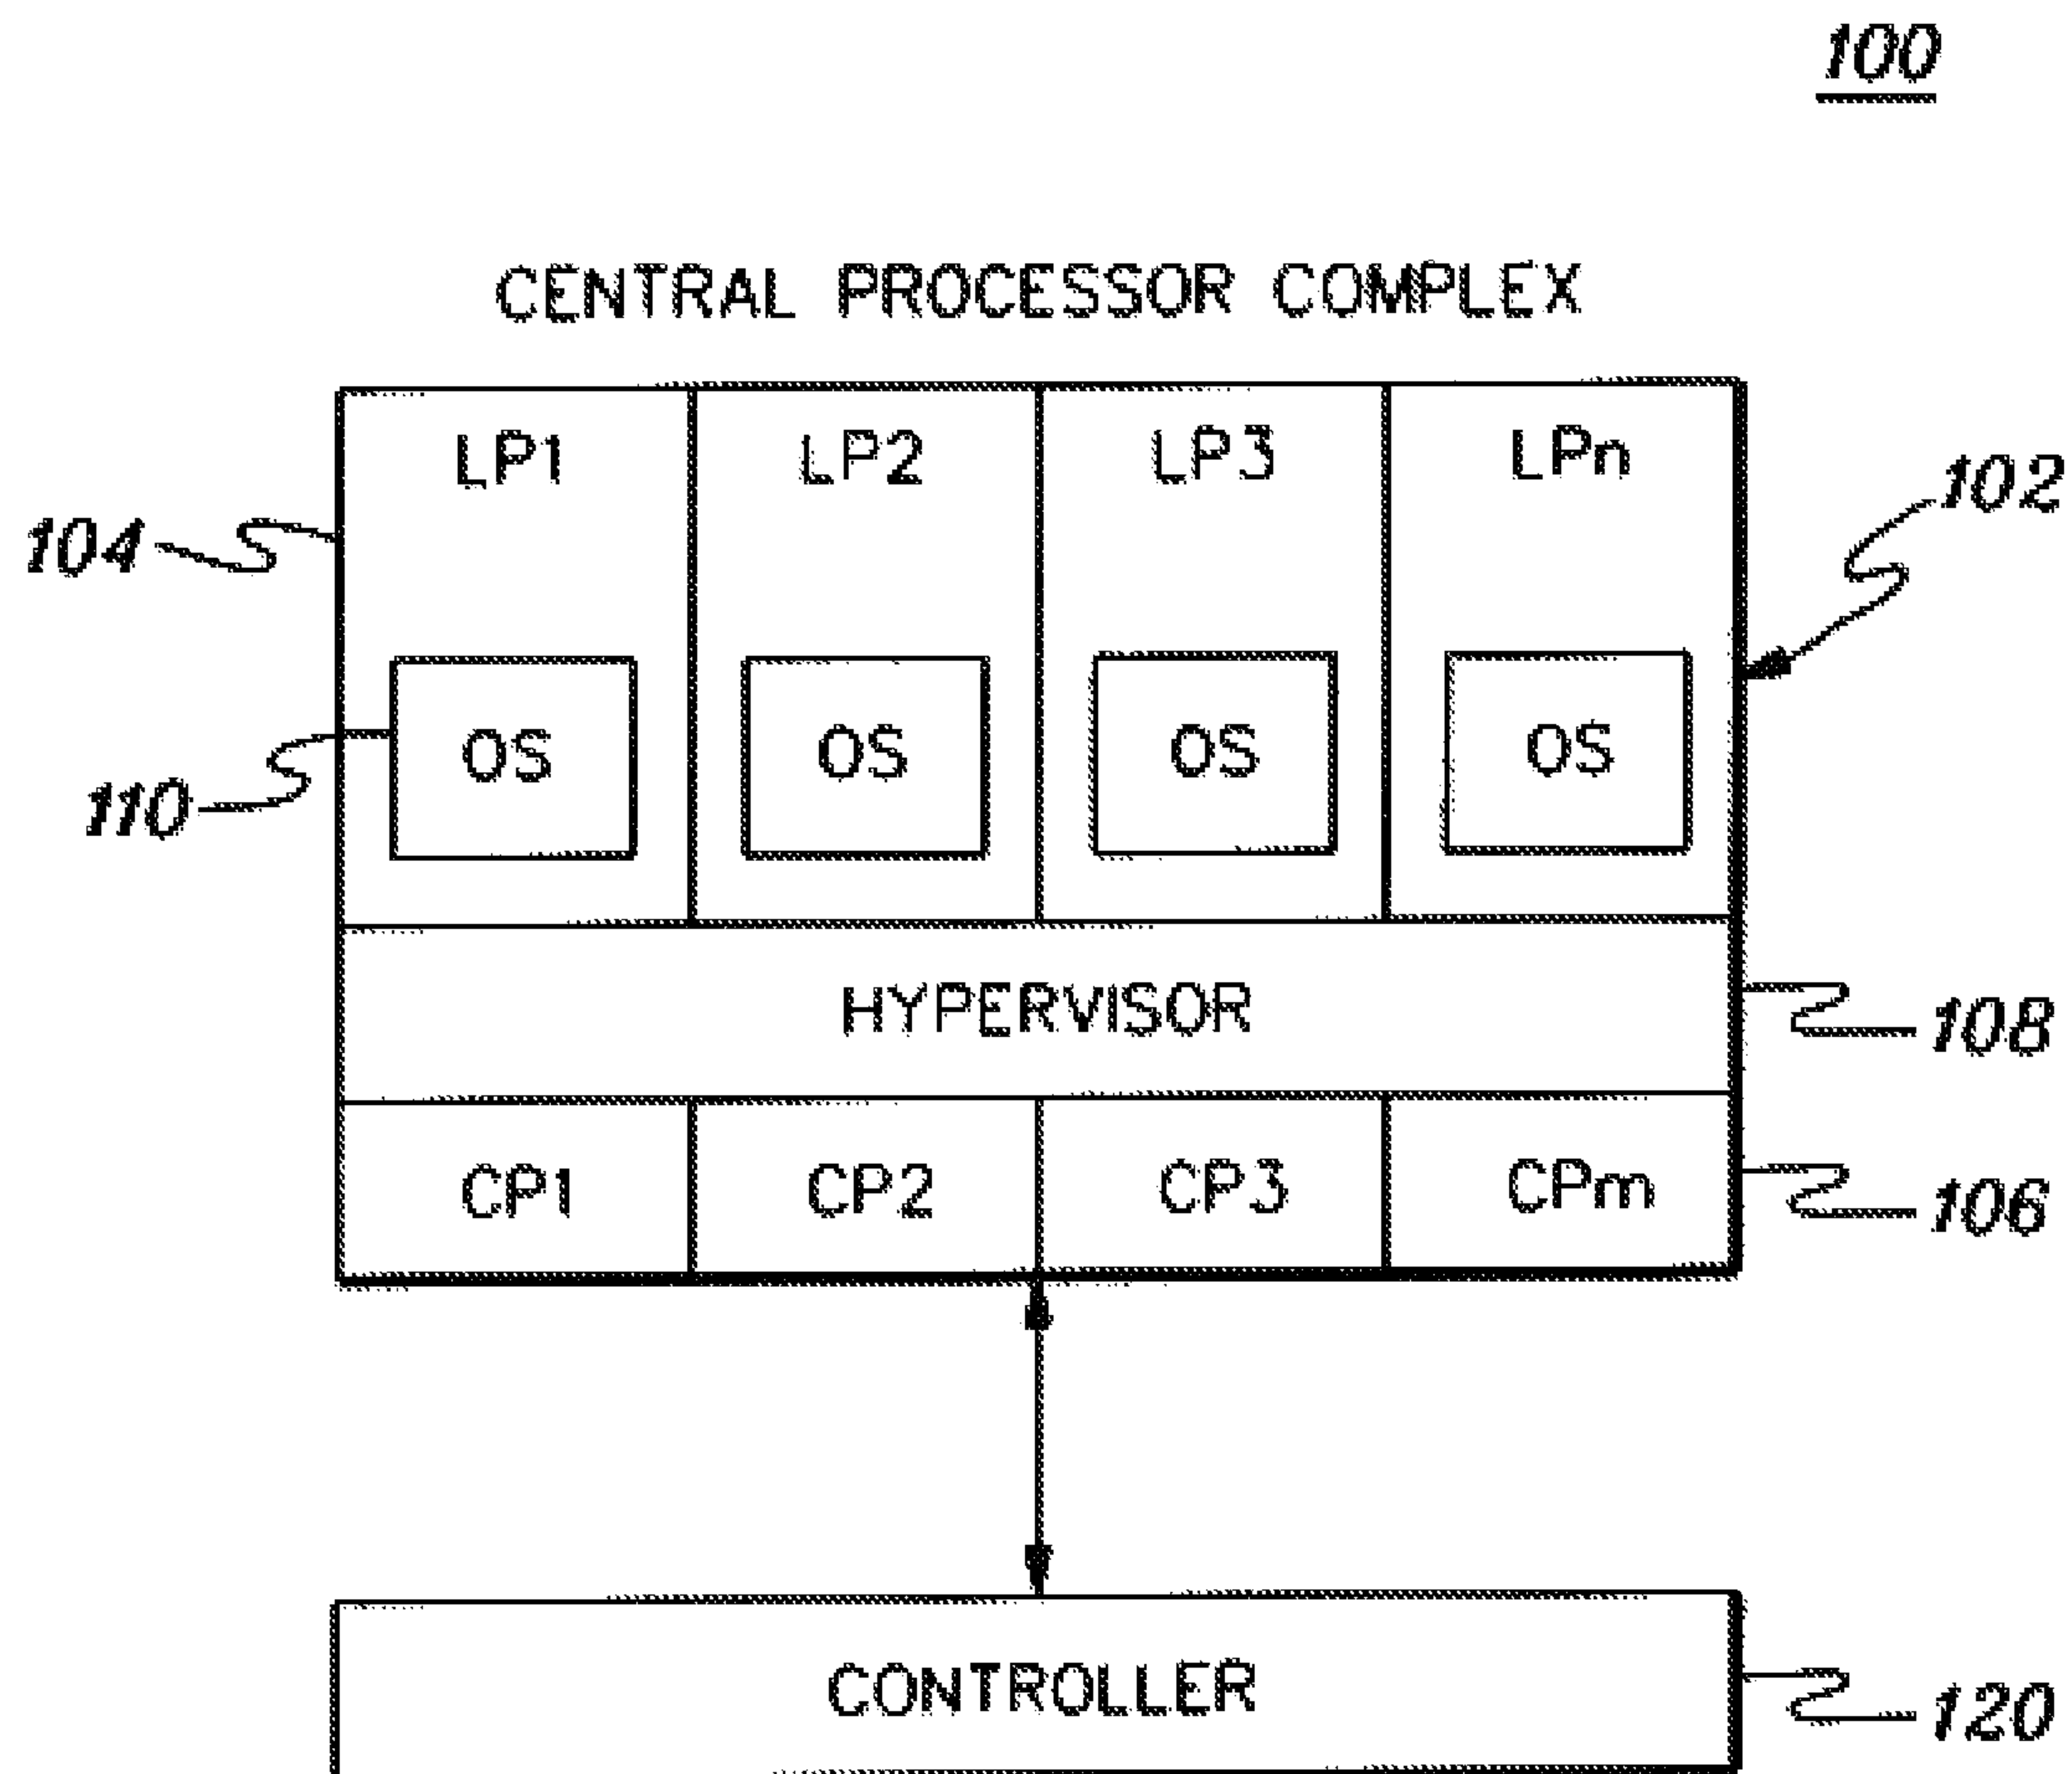 100
CENTRAL PROCESSOR COMPLEX
LP1 LP2 LP3 LPn
102
104
OS OS OS OS
110
HYPERVISOR
108
CP1 CP2 CP3 CPm
106
CONTROLLER
120